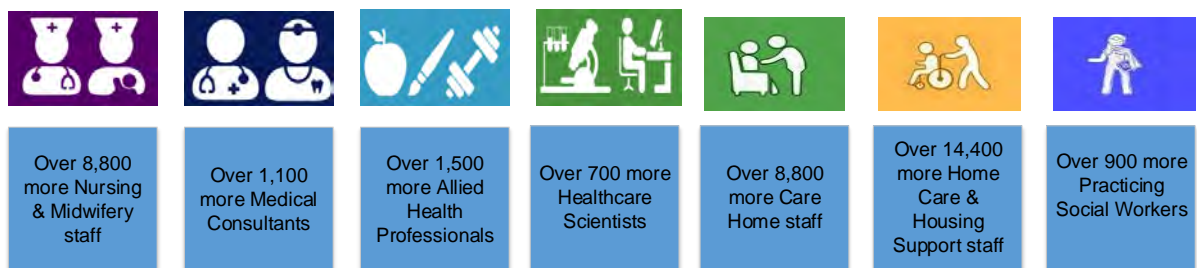 Over 8,800
more Nursing
& Midwifery
staff
Over 1,100
more Medical
Consultants
Over 1,500
more Allied
Health
Professionals
Over 700 more
Healthcare
Scientists
Over 8,800
more Care
Home staff
Over 14,400
more Home
Care &
Housing
Support staff
Over 900 more
Practicing
Social Workers